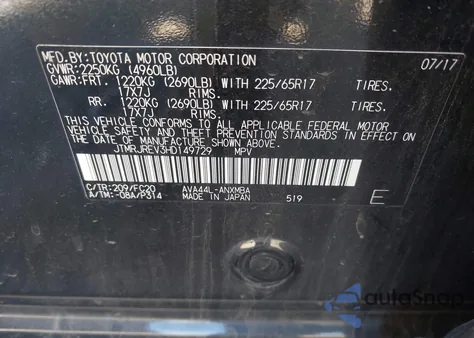 MFD.BY:TOYOTA MOTOR CORPORATION 07/17
GVWR:2250KG (4960LB)
GAWR:FRT. 1220KG (2690LB) WITH 225/65R17 TIRES.
17X7J RIMS.
RR. 1220KG (2690LB) WITH 225/65R17 TIRES.
17X7J RIMS.
THIS VEHICLE CONFORMS TO ALL APPLICABLE FEDERAL MOTOR
VEHICLE SAFETY, BUMPER, AND THEFT PREVENTION STANDARDS
IN EFFECT ON THE DATE OF MANUFACTURE SHOWN ABOVE.
JTMRJREV3HD149729 MPV
C/TR:209/FC20 AVA44L-ANXMBA
A/TM:-08A/P314 MADE IN JAPAN 519 E
autoSnap